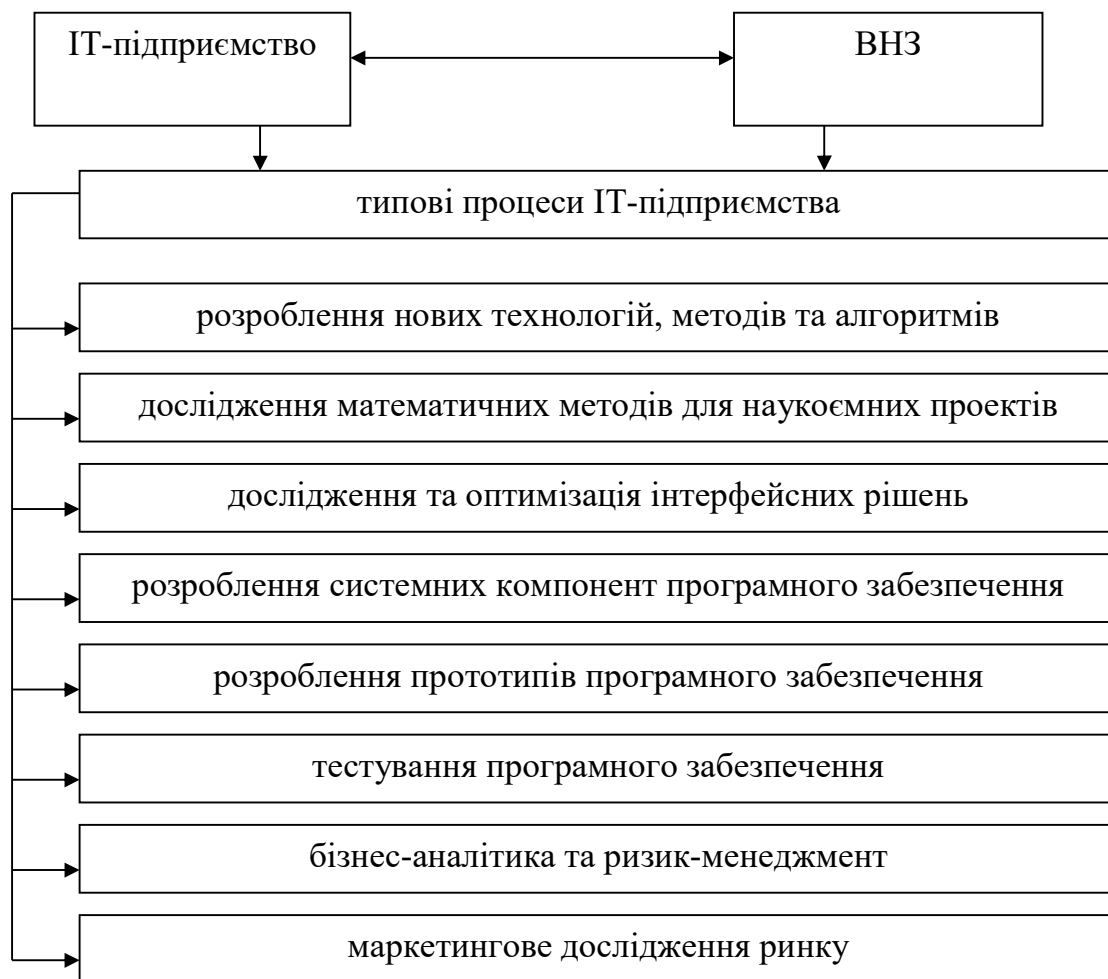 ІТ-підприємство
ВНЗ
типові процеси ІТ-підприємства
розроблення нових технологій, методів та алгоритмів
дослідження математичних методів для наукоємних проектів
дослідження та оптимізація інтерфейсних рішень
розроблення системних компонент програмного забезпечення
розроблення прототипів програмного забезпечення
тестування програмного забезпечення
бізнес-аналітика та ризик-менеджмент
маркетингове дослідження ринку